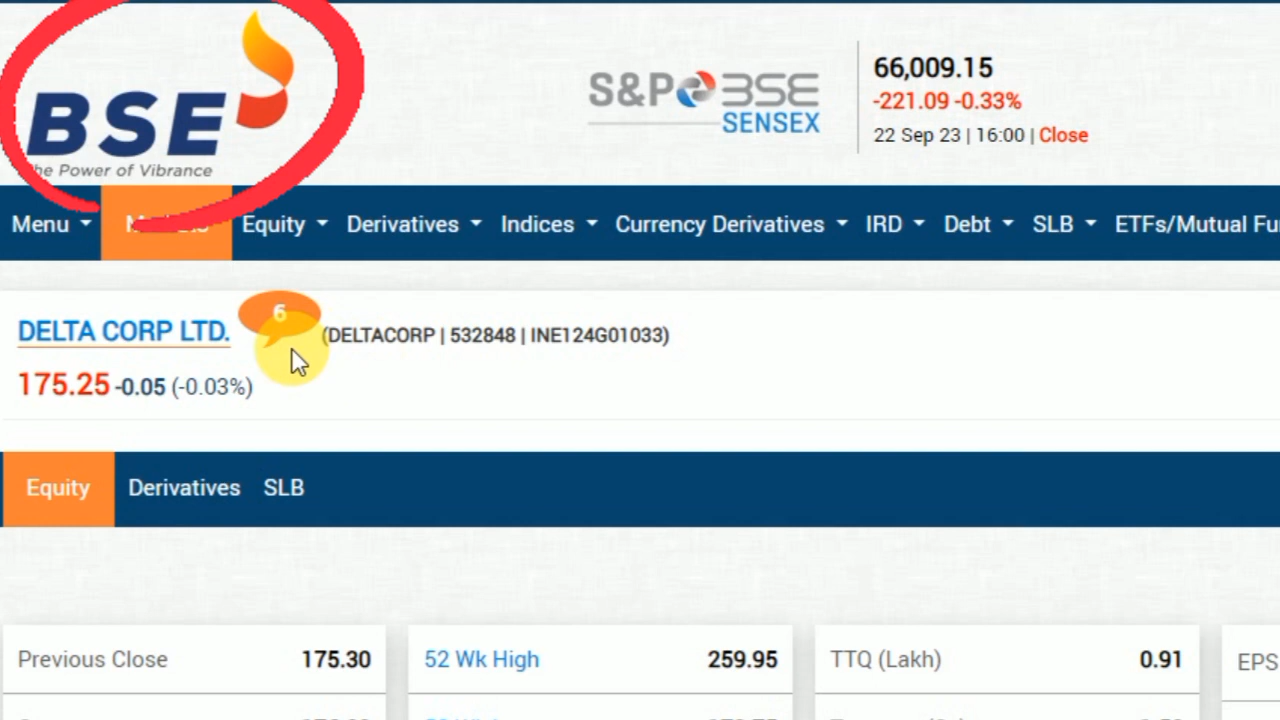 BSE
The Power of Vibrance
S&P BSE
SENSEX
66,009.15
-221.09 -0.33%
22 Sep 23 | 16:00 | Close
Menu Equity Derivatives Indices Currency Derivatives IRD Debt SLB ETFs/Mutual Fu
DELTA CORP LTD. 6 (DELTACORP | 532848 | INE124G01033)
175.25 -0.05 (-0.03%)
Equity Derivatives SLB
Previous Close 175.30 52 Wk High 259.95 TTQ (Lakh) 0.91 EPS